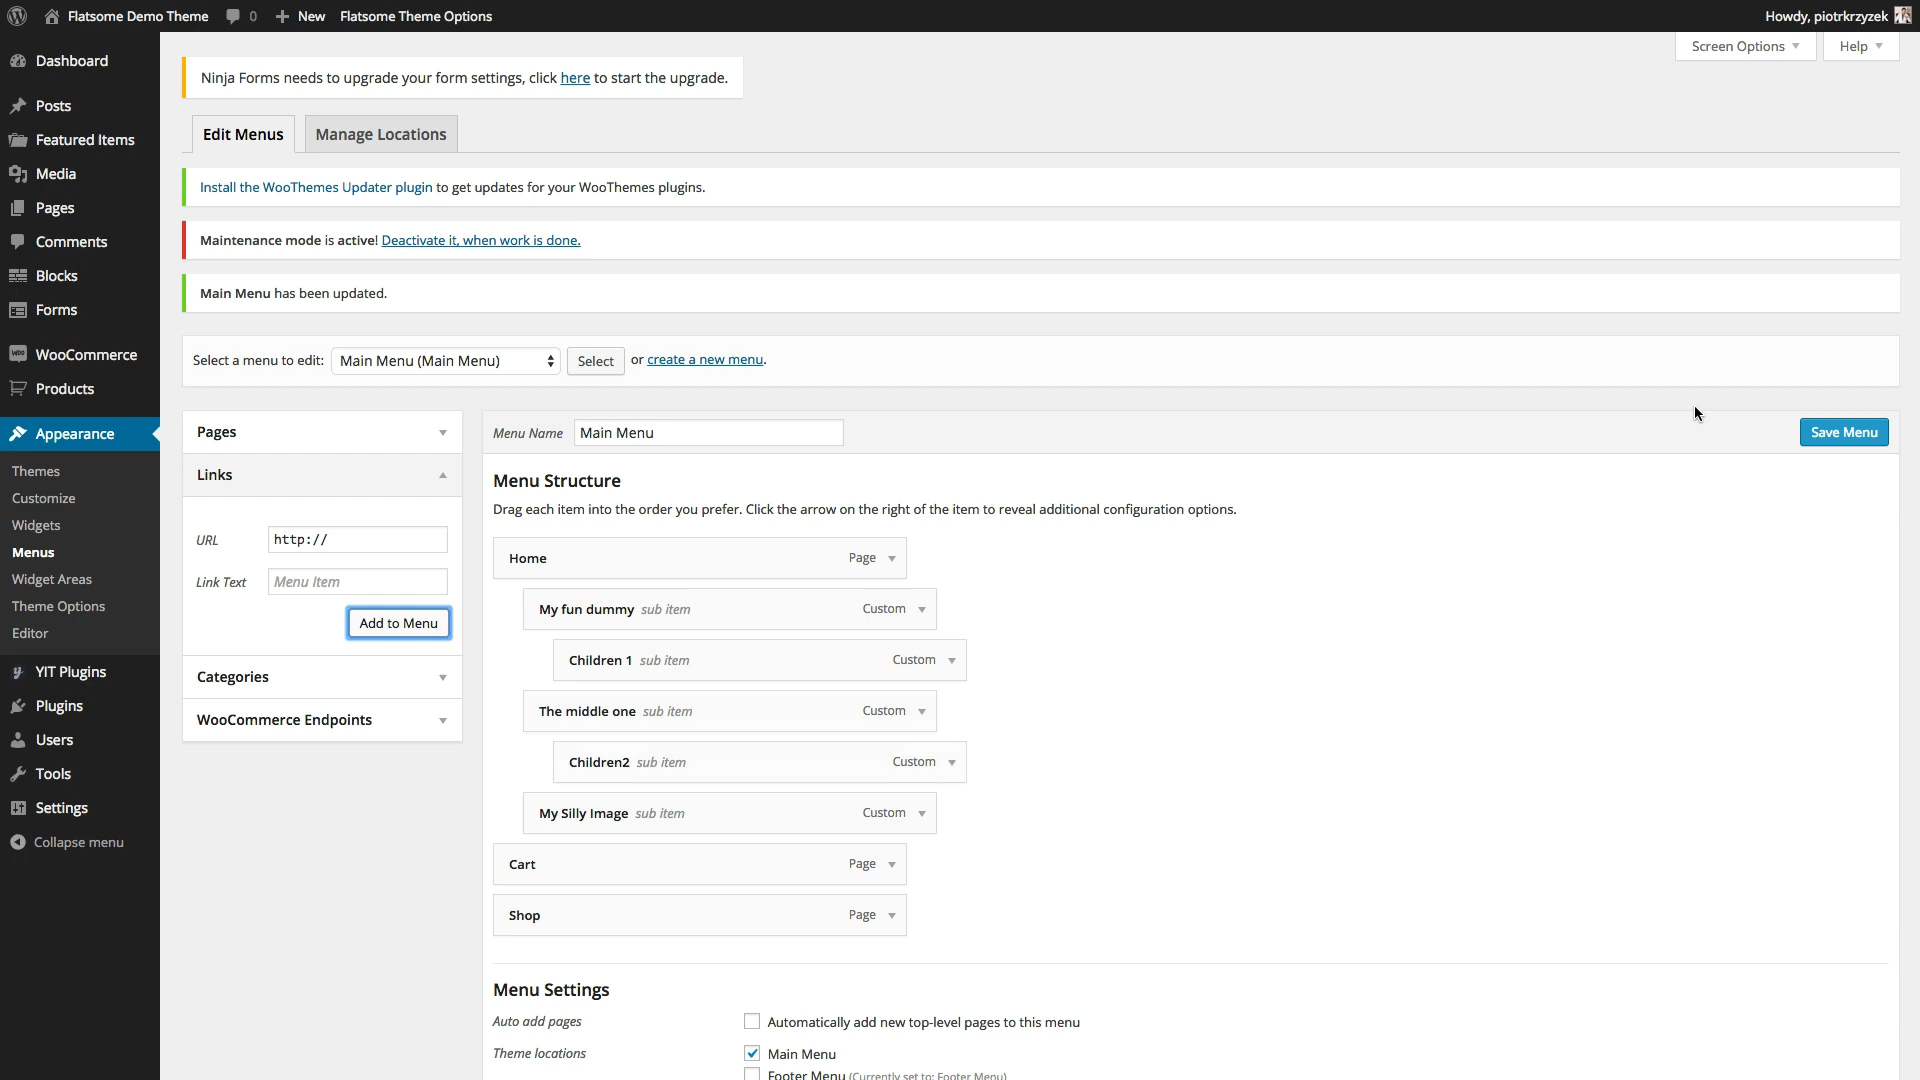 Flatsome Demo Theme 0 New Flatsome Theme Options Howdy, piotrkrzyzek
Screen Options Help
Dashboard
Posts
Featured Items
Media
Pages
Comments
Blocks
Forms
WooCommerce
Products
Appearance
Themes
Customize
Widgets
Menus
Widget Areas
Theme Options
Editor
YIT Plugins
Plugins
Users
Tools
Settings
Collapse menu
Ninja Forms needs to upgrade your form settings, click here to start the upgrade.
Edit Menus Manage Locations
Install the WooThemes Updater plugin to get updates for your WooThemes plugins.
Maintenance mode is active! Deactivate it, when work is done.
Main Menu has been updated.
Select a menu to edit: Main Menu (Main Menu) Select or create a new menu.
Pages
Links
URL http://
Link Text Menu Item
Add to Menu
Categories
WooCommerce Endpoints
Menu Name Main Menu Save Menu
Menu Structure
Drag each item into the order you prefer. Click the arrow on the right of the item to reveal additional configuration options.
Home Page
My fun dummy sub item Custom
Children 1 sub item Custom
The middle one sub item Custom
Children2 sub item Custom
My Silly Image sub item Custom
Cart Page
Shop Page
Menu Settings
Auto add pages Automatically add new top-level pages to this menu
Theme locations Main Menu
Footer Menu (Currently set to: Footer Menu)